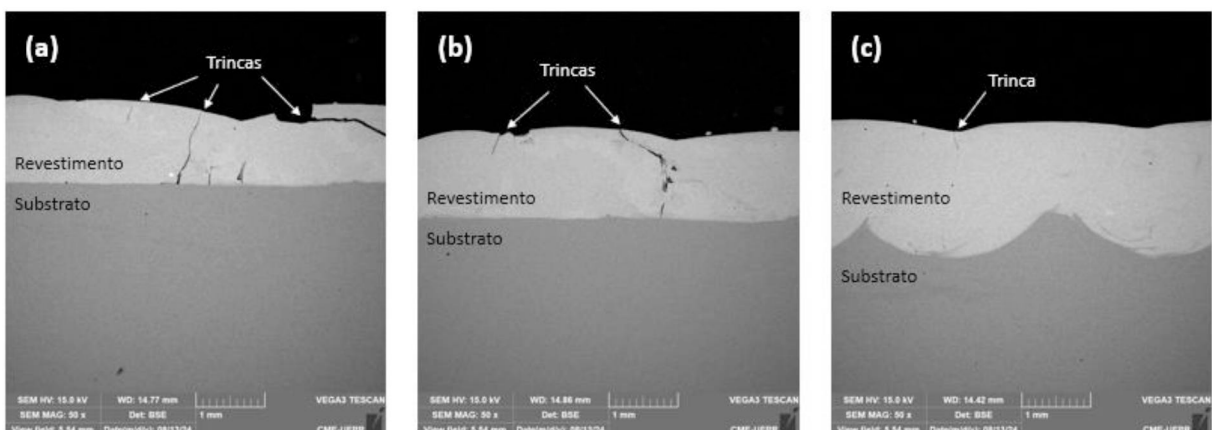 (a)
Trincas
Revestimento
Substrato
SEM HV: 15.0 kV WD: 14.77 mm
SEM MAG: 50 x Det: BSE 1 mm
VEGA3 TESCAN
(b)
Trincas
Revestimento
Substrato
SEM HV: 15.0 kV WD: 14.86 mm
SEM MAG: 50 x Det: BSE 1 mm
VEGA3 TESCAN
(c)
Trinca
Revestimento
Substrato
SEM HV: 15.0 kV WD: 14.42 mm
SEM MAG: 50 x Det: BSE 1 mm
VEGA3 TESCAN